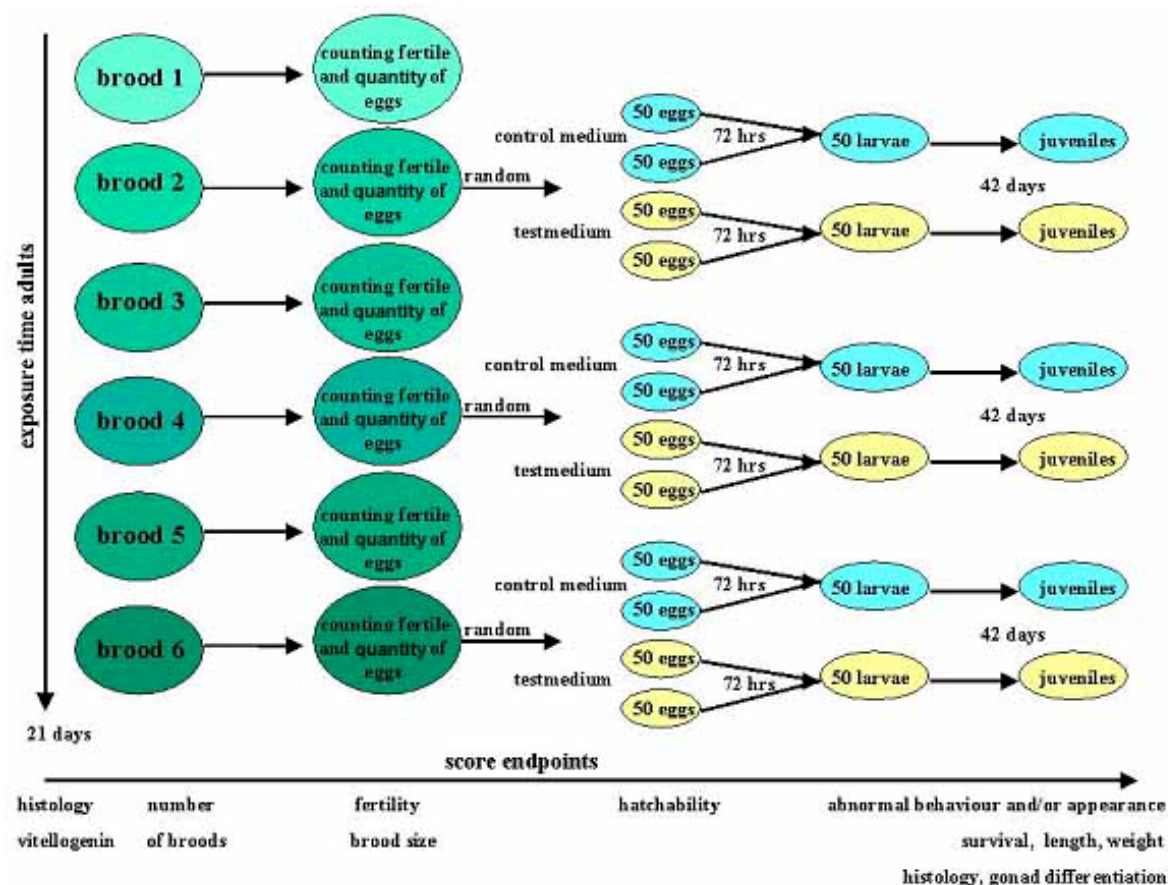 exposure time adults
21 days
brood 1
counting fertile
and quantity of
eggs
brood 2
counting fertile
and quantity of
eggs
random
control medium
50 eggs
50 eggs
72 hrs
50 larvae
juveniles
42 days
testmedium
50 eggs
50 eggs
72 hrs
50 larvae
juveniles
brood 3
counting fertile
and quantity of
eggs
brood 4
counting fertile
and quantity of
eggs
random
control medium
50 eggs
50 eggs
72 hrs
50 larvae
juveniles
42 days
testmedium
50 eggs
50 eggs
72 hrs
50 larvae
juveniles
brood 5
counting fertile
and quantity of
eggs
brood 6
counting fertile
and quantity of
eggs
random
control medium
50 eggs
50 eggs
72 hrs
50 larvae
juveniles
42 days
testmedium
50 eggs
50 eggs
72 hrs
50 larvae
juveniles
score endpoints
histology
vitellogenin
number
of broods
fertility
brood size
hatchability
abnormal behaviour and/or appearance
survival, length, weight
histology, gonad differentiation